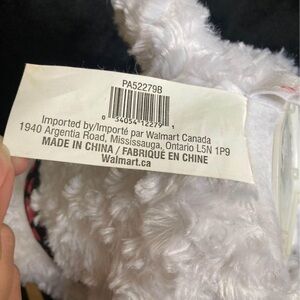 PA52279B
0 34054 12279 1
Imported by/Importé par Walmart Canada
1940 Argentia Road, Mississauga, Ontario L5N 1P9
MADE IN CHINA / FABRIQUÉ EN CHINE
Walmart.ca